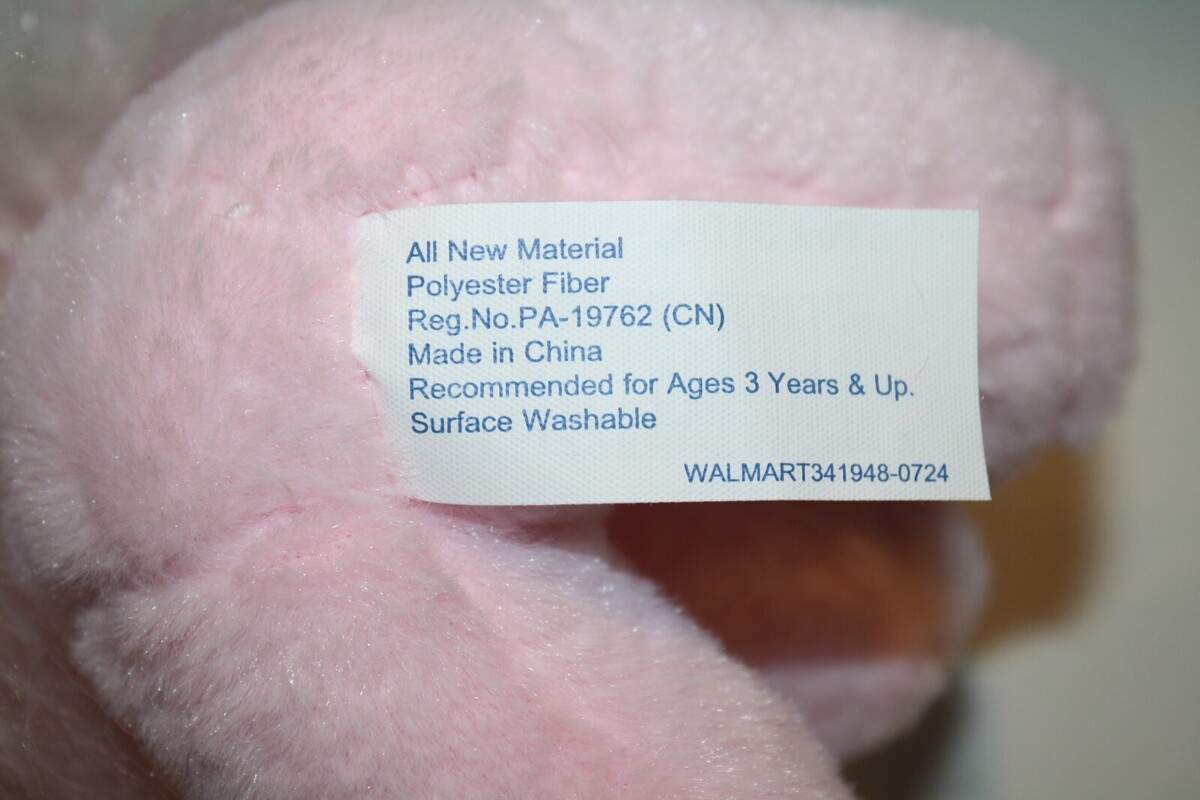 All New Material
Polyester Fiber
Reg.No.PA-19762 (CN)
Made in China
Recommended for Ages 3 Years & Up.
Surface Washable
WALMART341948-0724